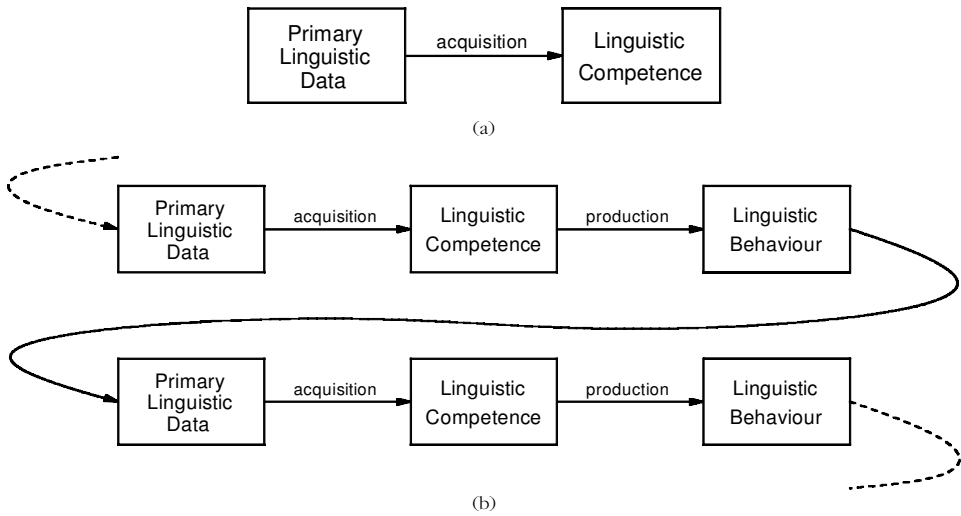 Primary
Linguistic
Data
acquisition
Linguistic
Competence
(a)
Primary
Linguistic
Data
acquisition
Linguistic
Competence
production
Linguistic
Behaviour
Primary
Linguistic
Data
acquisition
Linguistic
Competence
production
Linguistic
Behaviour
(b)